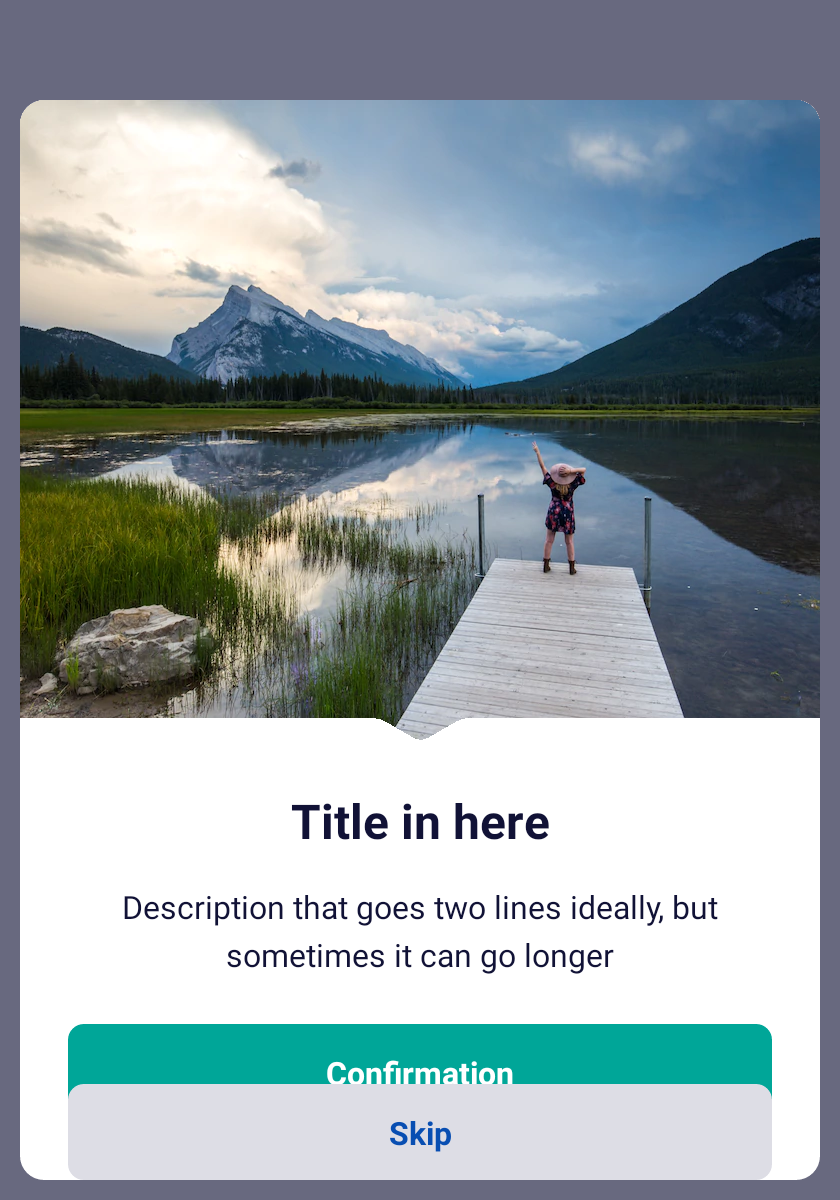 Title in here
Description that goes two lines ideally, but
sometimes it can go longer
Confirmation
Skip